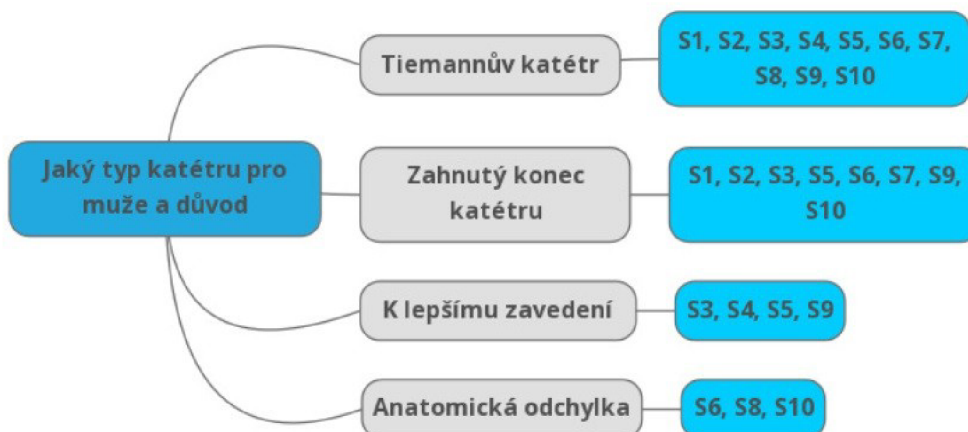 Jaký typ katétru pro
muže a důvod
Tiemannův katétr
S1, S2, S3, S4, S5, S6, S7,
S8, S9, S10
Zahnutý konec
katétru
S1, S2, S3, S5, S6, S7, S9,
S10
K lepšímu zavedení
S3, S4, S5, S9
Anatomická odchylka
S6, S8, S10